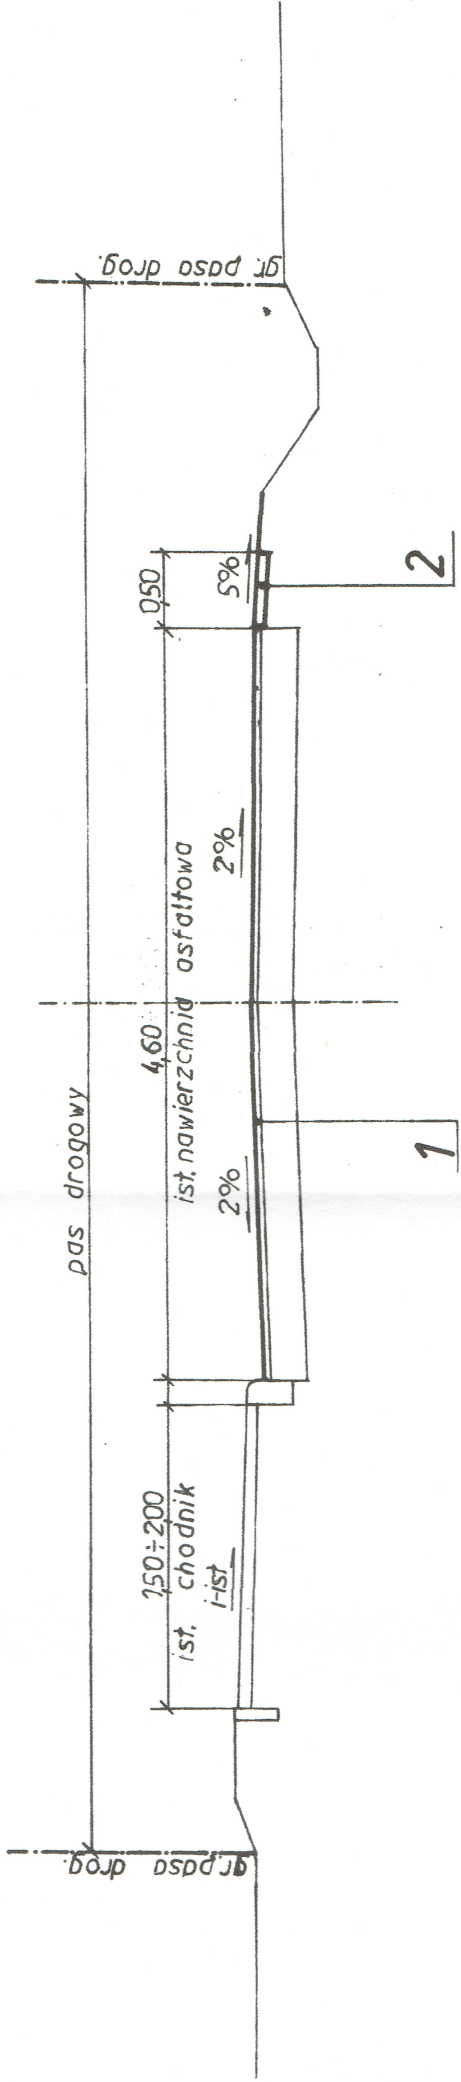 pas drogowy
gr. pasa drog.
gr. pasa drog.
1,50÷2,00
4,60
0,50
ist. chodnik
ist. nawierzchnia asfaltowa
i-ist.
2%
2%
5%
1
2